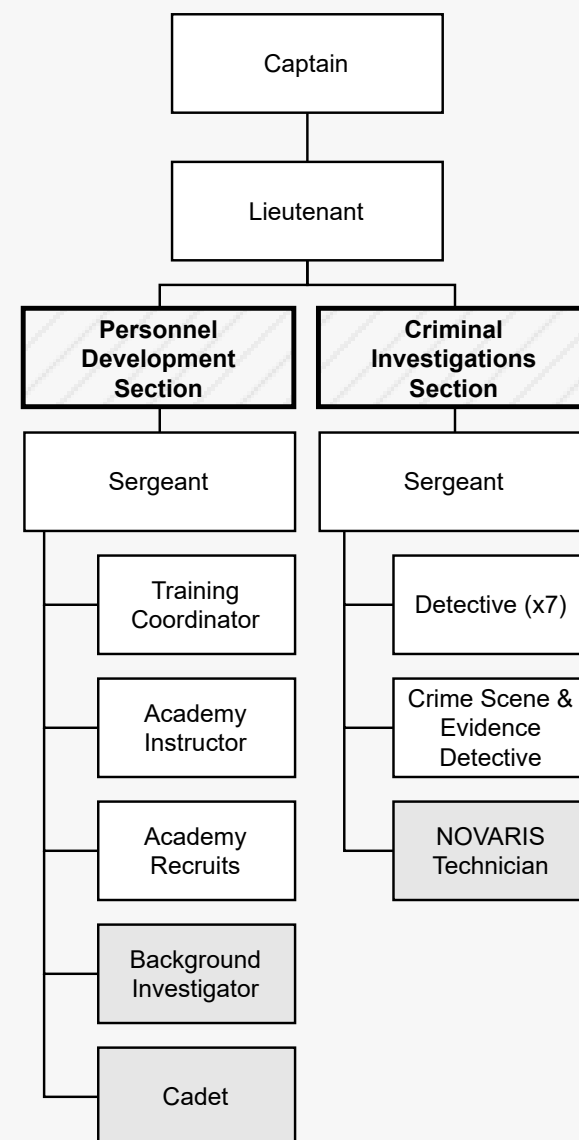 Captain
Lieutenant
Personnel
Development
Section
Sergeant
Training
Coordinator
Academy
Instructor
Academy
Recruits
Background
Investigator
Cadet
Criminal
Investigations
Section
Sergeant
Detective (x7)
Crime Scene &
Evidence
Detective
NOVARIS
Technician